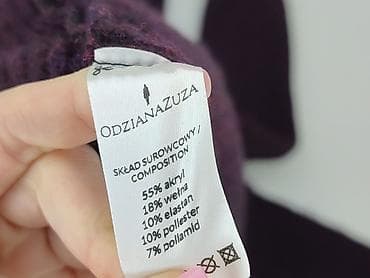 ODZIANAZUZA
SKŁAD SUROWCOWY /
COMPOSITION
55% akryl
18% wełna
10% elastan
10% poliester
7% poliamid